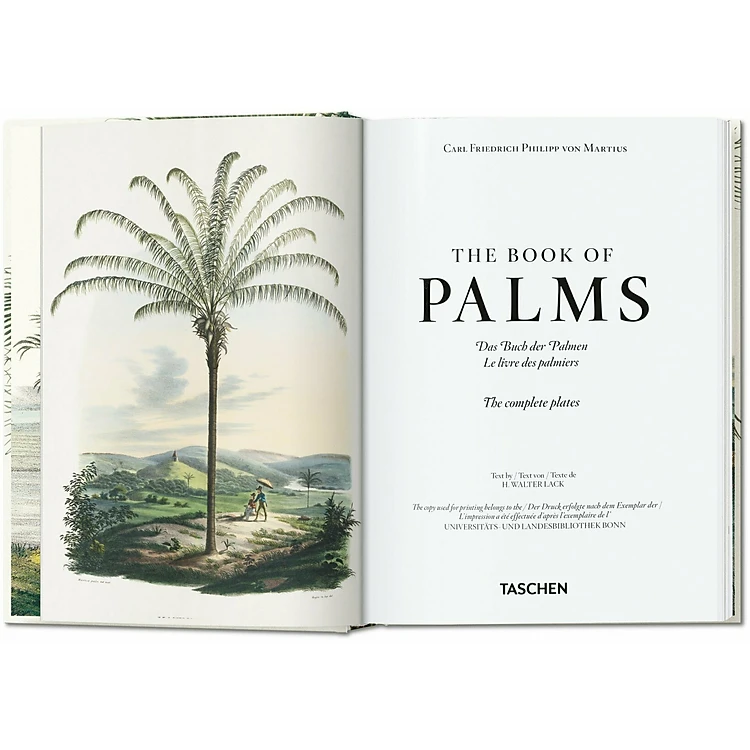 CARL FRIEDRICH PHILIPP VON MARTIUS
THE BOOK OF
PALMS
Das Buch der Palmen
Le livre des palmiers
The complete plates
Text by / Text von / Texte de
H. WALTER LACK
The copy used for printing belongs to the / Der Druck erfolgte nach dem Exemplar der /
L'impression a été effectuée d'après l'exemplaire de l'
UNIVERSITÄTS- UND LANDESBIBLIOTHEK BONN
TASCHEN